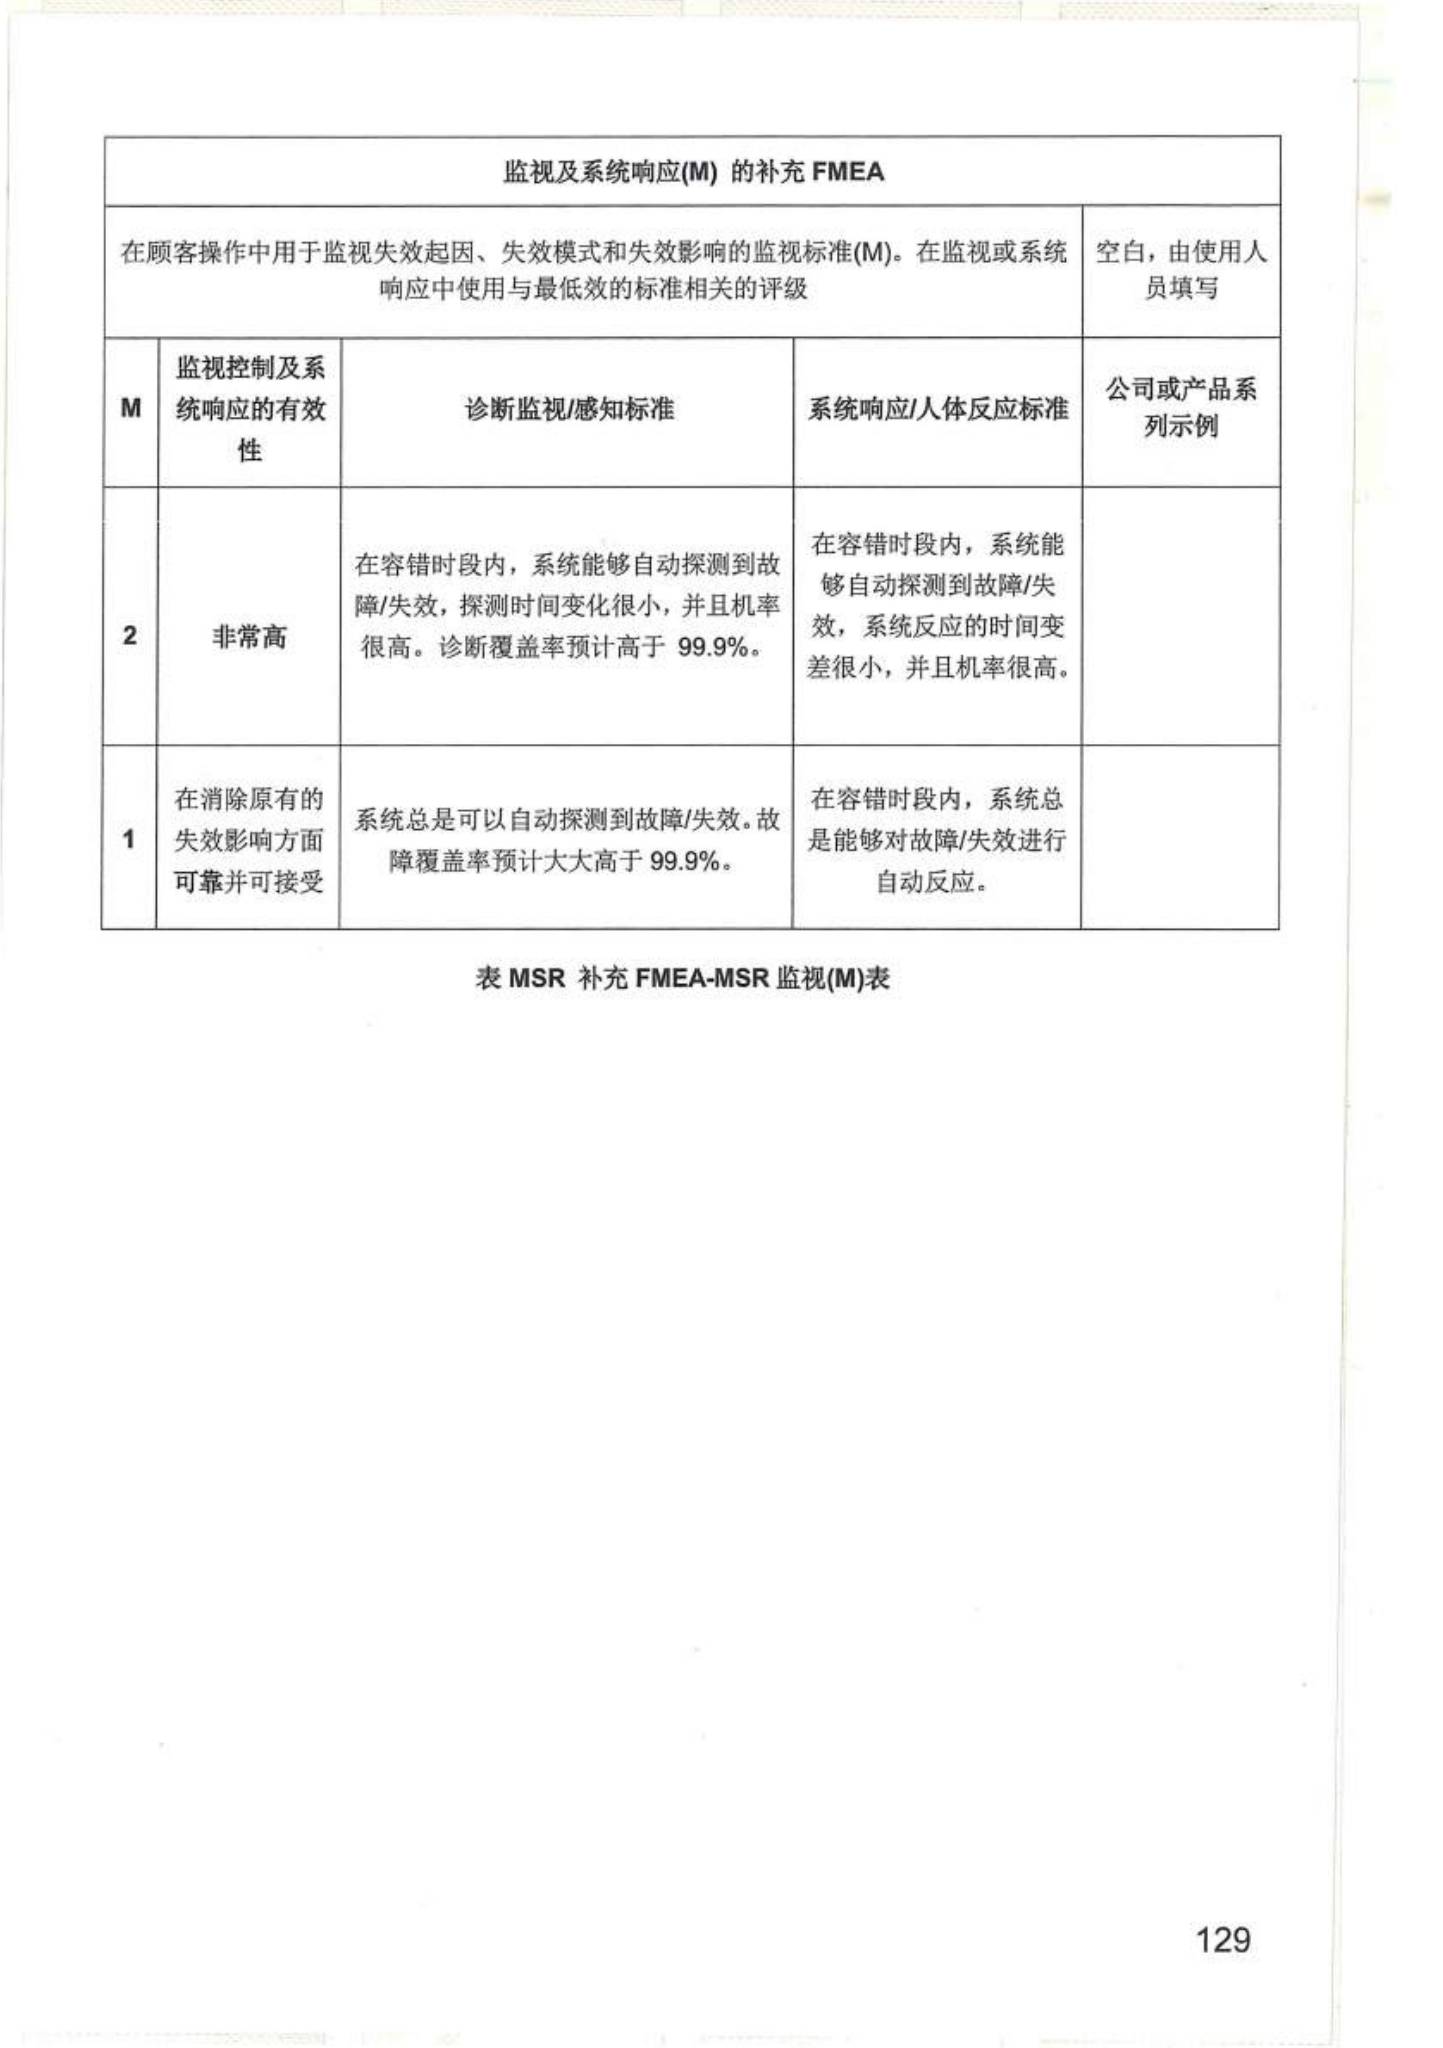 监视及系统响应(M) 的补充 FMEA
在顾客操作中用于监视失效起因、失效模式和失效影响的监视标准(M)。在监视或系统
响应中使用与最低效的标准相关的评级
空白，由使用人
员填写
M
监视控制及系
统响应的有效
性
诊断监视/感知标准
系统响应/人体反应标准
公司或产品系
列示例
2
非常高
在容错时段内，系统能够自动探测到故
障/失效，探测时间变化很小，并且机率
很高。诊断覆盖率预计高于 99.9%。
在容错时段内，系统能
够自动探测到故障/失
效，系统反应的时间变
差很小，并且机率很高。
1
在消除原有的
失效影响方面
可靠并可接受
系统总是可以自动探测到故障/失效。故
障覆盖率预计大大高于 99.9%。
在容错时段内，系统总
是能够对故障/失效进行
自动反应。
表 MSR 补充 FMEA-MSR 监视(M)表
129